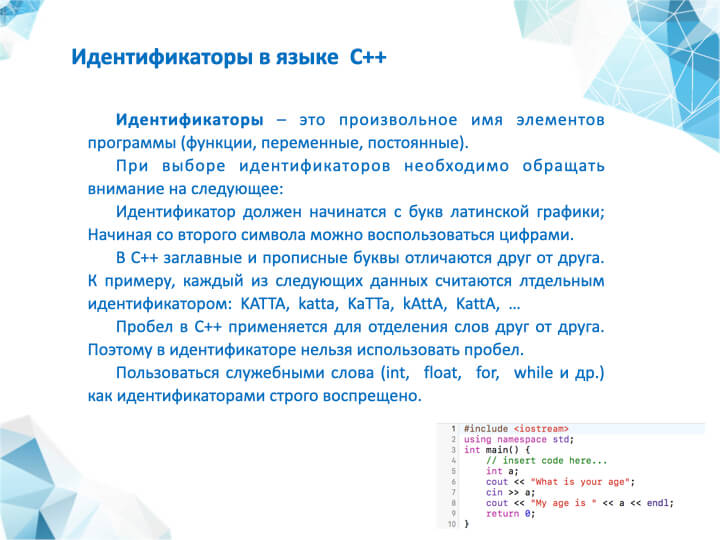 Идентификаторы в языке C++
Идентификаторы – это произвольное имя элементов
программы (функции, переменные, постоянные).
При выборе идентификаторов необходимо обращать
внимание на следующее:
Идентификатор должен начинатся с букв латинской графики;
Начиная со второго символа можно воспользоваться цифрами.
В C++ заглавные и прописные буквы отличаются друг от друга.
К примеру, каждый из следующих данных считаются лтдельным
идентификатором: KATTA, katta, KaTTa, kAttA, KattA, …
Пробел в C++ применяется для отделения слов друг от друга.
Поэтому в идентификаторе нельзя использовать пробел.
Пользоваться служебными слова (int, float, for, while и др.)
как идентификаторами строго воспрещено.
1 #include <iostream>
2 using namespace std;
3 int main() {
4 // insert code here...
5 int a;
6 cout << "What is your age";
7 cin >> a;
8 cout << "My age is " << a << endl;
9 return 0;
10 }